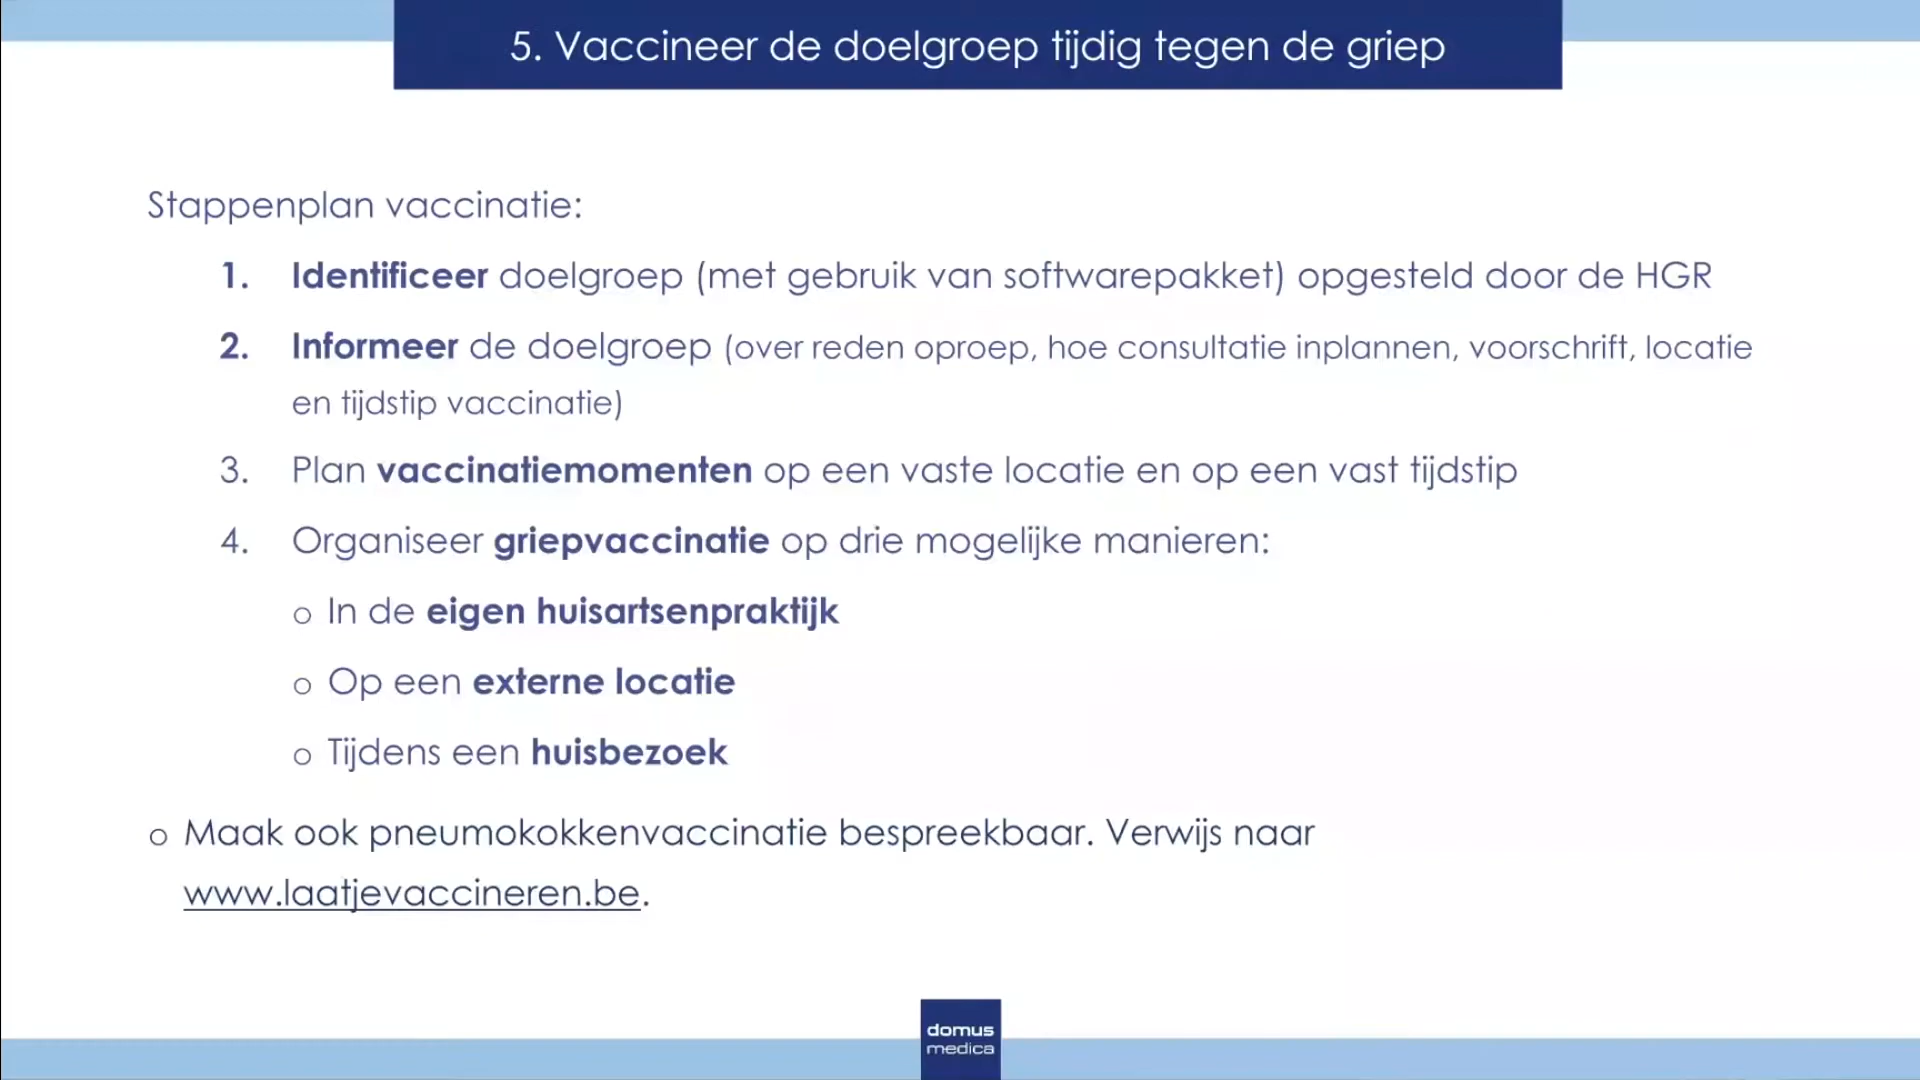 5. Vaccineer de doelgroep tijdig tegen de griep
Stappenplan vaccinatie:
1. Identificeer doelgroep (met gebruik van softwarepakket) opgesteld door de HGR
2. Informeer de doelgroep (over reden oproep, hoe consultatie inplannen, voorschrift, locatie
en tijdstip vaccinatie)
3. Plan vaccinatiemomenten op een vaste locatie en op een vast tijdstip
4. Organiseer griepvaccinatie op drie mogelijke manieren:
o In de eigen huisartsenpraktijk
o Op een externe locatie
o Tijdens een huisbezoek
o Maak ook pneumokokkenvaccinatie bespreekbaar. Verwijs naar
www.laatjevaccineren.be.
domus
medica